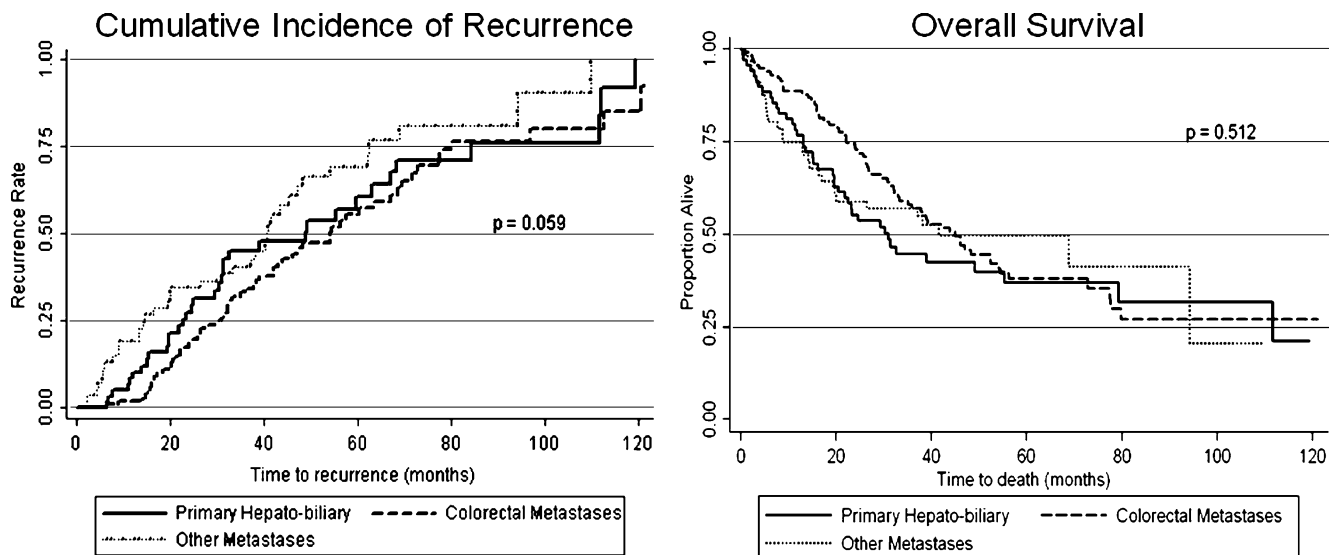 Cumulative Incidence of Recurrence
Recurrence Rate
1.00
0.75
0.50
0.25
0.00
p = 0.059
0 20 40 60 80 100 120
Time to recurrence (months)
Primary Hepato-biliary Colorectal Metastases
Other Metastases
Overall Survival
Proportion Alive
1.00
0.75
0.50
0.25
0.00
p = 0.512
0 20 40 60 80 100 120
Time to death (months)
Primary Hepato-biliary Colorectal Metastases
Other Metastases